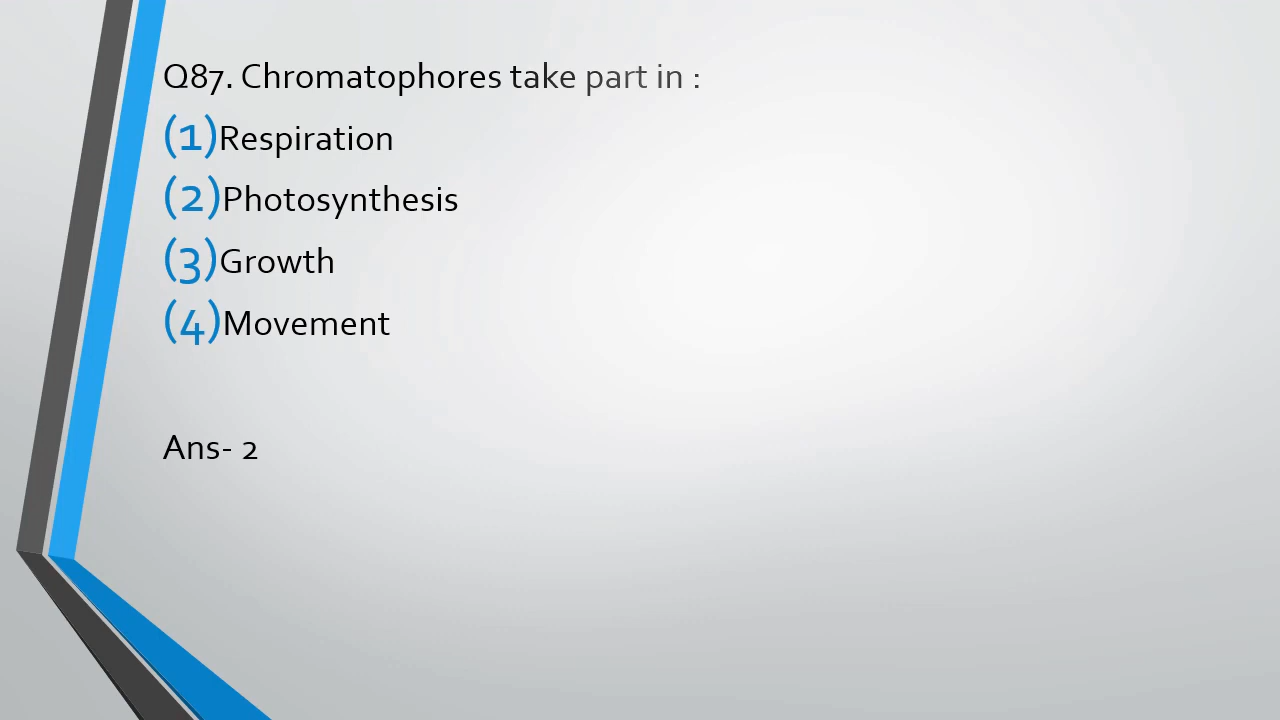 Q87. Chromatophores take part in :
(1)Respiration
(2)Photosynthesis
(3)Growth
(4)Movement
Ans- 2